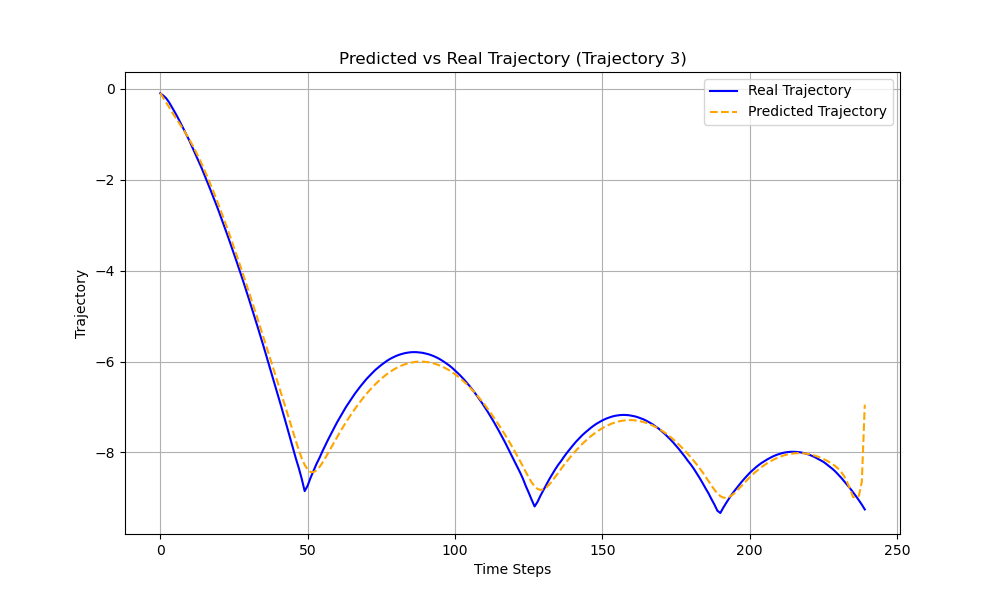 Predicted vs Real Trajectory (Trajectory 3)
Real Trajectory
Predicted Trajectory
Trajectory
0
−2
−4
−6
−8
0
50
100
150
200
250
Time Steps